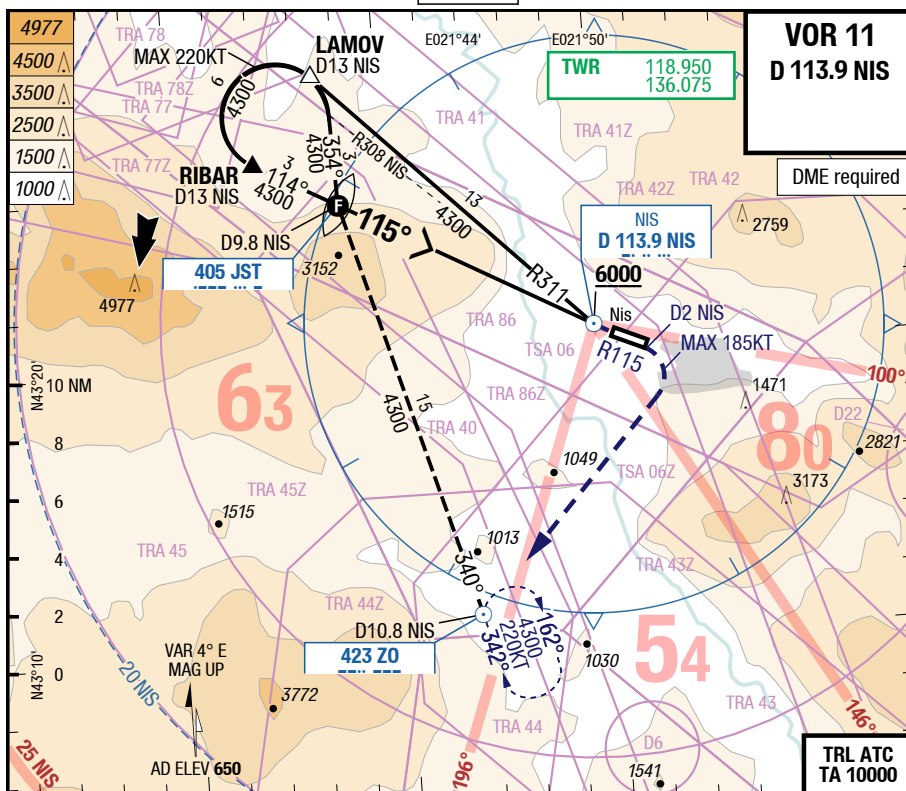 4977
4500
3500
2500
1500
1000
TRA 78
MAX 220KT
TRA 78Z
TRA 77
TRA 77Z
6
4300
LAMOV
D13 NIS
E021°44'
E021°50'
TWR 118.950
136.075
VOR 11
D 113.9 NIS
DME required
TRA 41
TRA 41Z
TRA 42Z
TRA 42
2759
RIBAR
D13 NIS
3
114°
4300
354°
4300
3
R308 NIS
13
4300
F
115°
D9.8 NIS
405 JST
3152
4977
NIS
D 113.9 NIS
6000
R311
Nis
D2 NIS
MAX 185KT
R115
100°
1471
D22
2821
TRA 86
TSA 06
TRA 86Z
TRA 40
N43°20'
10 NM
8
6
4
2
0
N43°10'
63
80
54
15
4300
340°
1049
TSA 06Z
3173
TRA 45Z
1515
TRA 45
1013
TRA 43Z
TRA 44Z
D10.8 NIS
423 ZO
162°
4300
220KT
342°
1030
VAR 4° E
MAG UP
20 NIS
3772
TRA 44
TRA 43
146°
D6
1541
196°
25 NIS
AD ELEV 650
TRL ATC
TA 10000